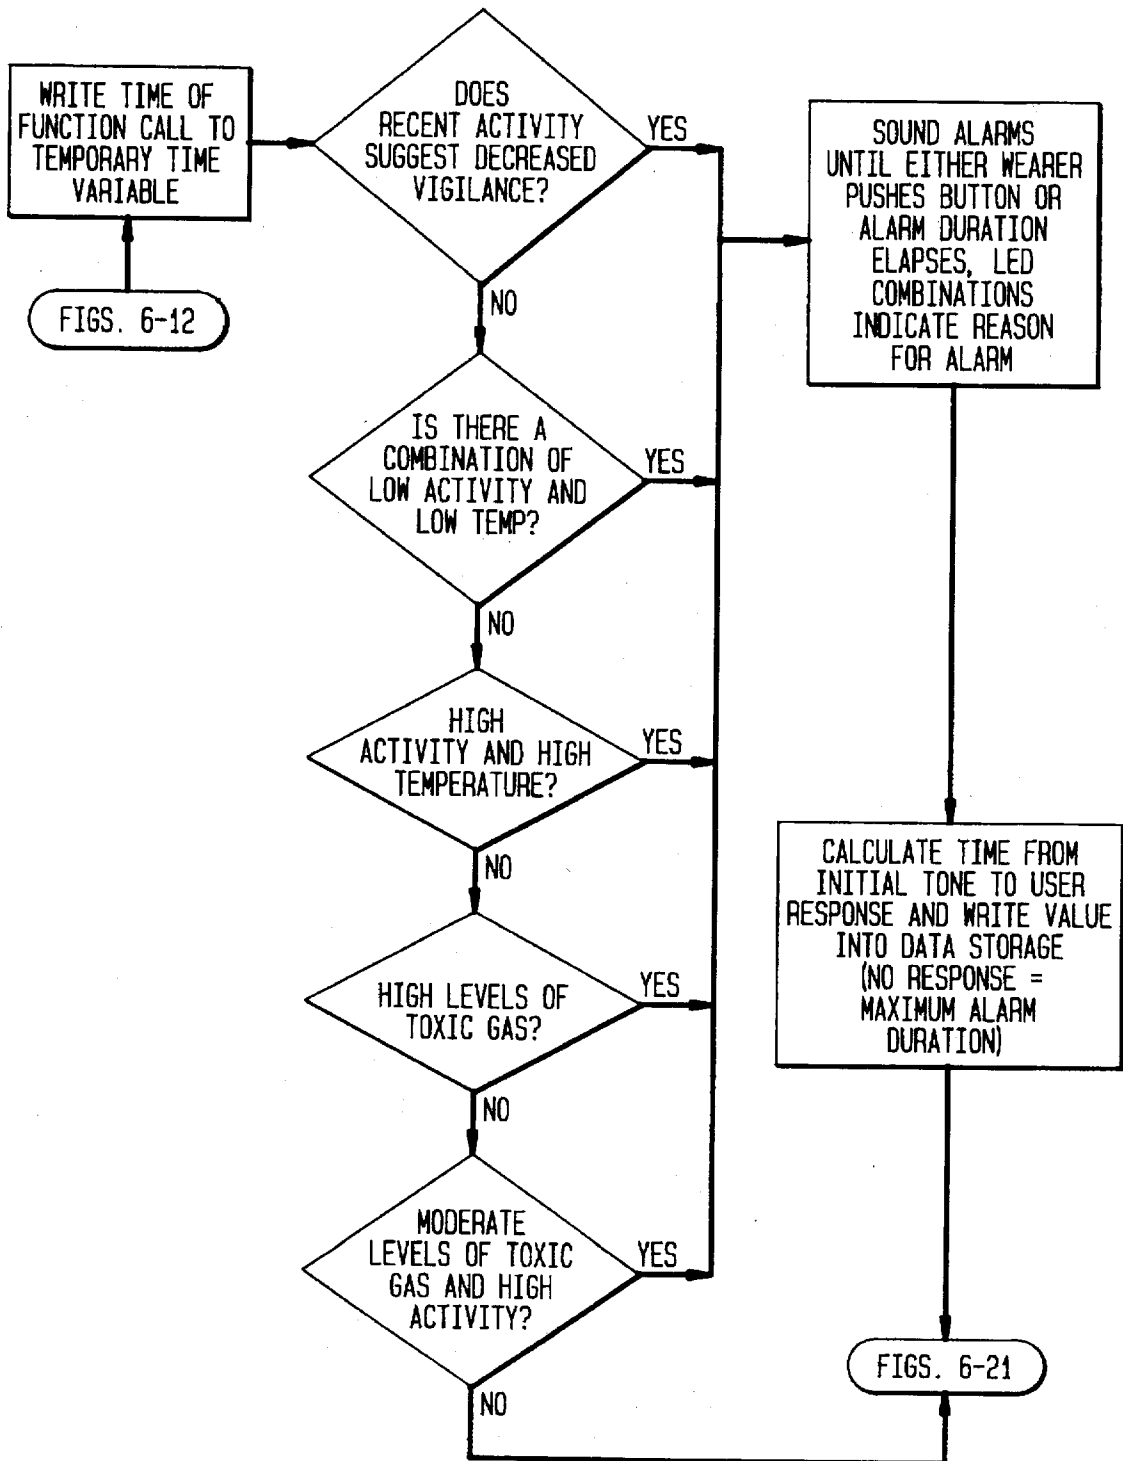 WRITE TIME OF
FUNCTION CALL TO
TEMPORARY TIME
VARIABLE
FIGS. 6-12
DOES
RECENT ACTIVITY
SUGGEST DECREASED
VIGILANCE?
YES
NO
IS THERE A
COMBINATION OF
LOW ACTIVITY AND
LOW TEMP?
YES
NO
HIGH
ACTIVITY AND HIGH
TEMPERATURE?
YES
NO
HIGH LEVELS OF
TOXIC GAS?
YES
NO
MODERATE
LEVELS OF TOXIC
GAS AND HIGH
ACTIVITY?
YES
NO
SOUND ALARMS
UNTIL EITHER WEARER
PUSHES BUTTON OR
ALARM DURATION
ELAPSES, LED
COMBINATIONS
INDICATE REASON
FOR ALARM
CALCULATE TIME FROM
INITIAL TONE TO USER
RESPONSE AND WRITE VALUE
INTO DATA STORAGE
(NO RESPONSE =
MAXIMUM ALARM
DURATION)
FIGS. 6-21